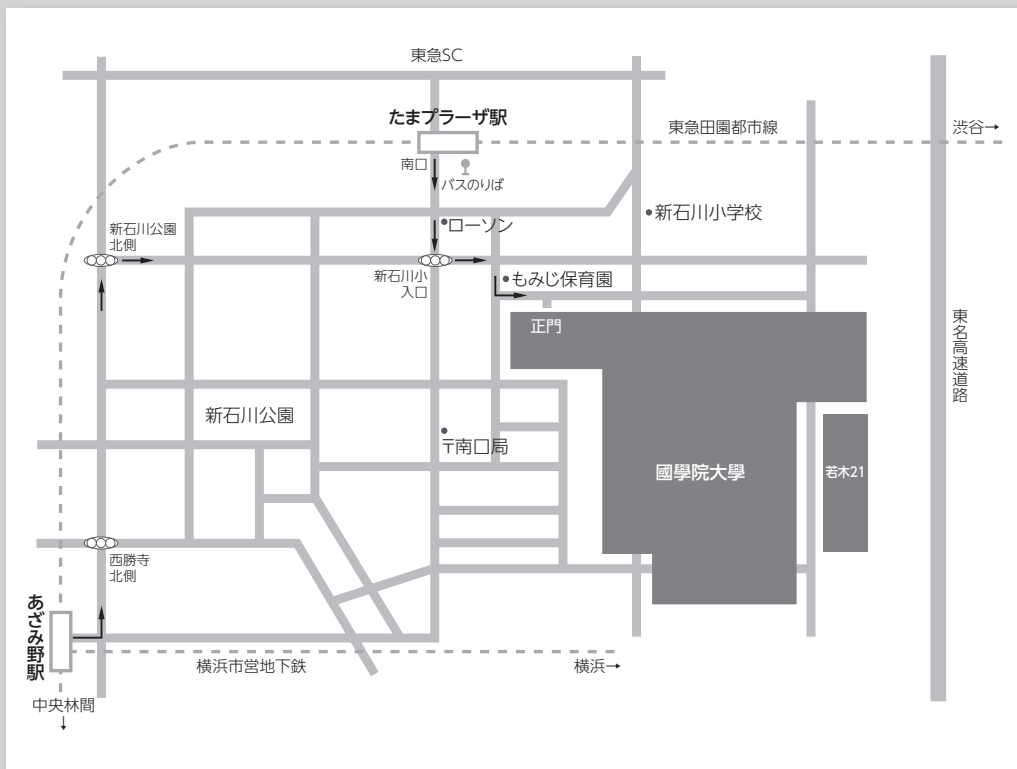 東急SC
たまプラーザ駅
東急田園都市線
渋谷→
南口
バスのりば
新石川小学校
ローソン
新石川公園
北側
新石川小
入口
もみじ保育園
正門
東名高速道路
新石川公園
〒南口局
國學院大學
若木21
西勝寺
北側
あざみ野駅
横浜市営地下鉄
横浜→
中央林間
↓